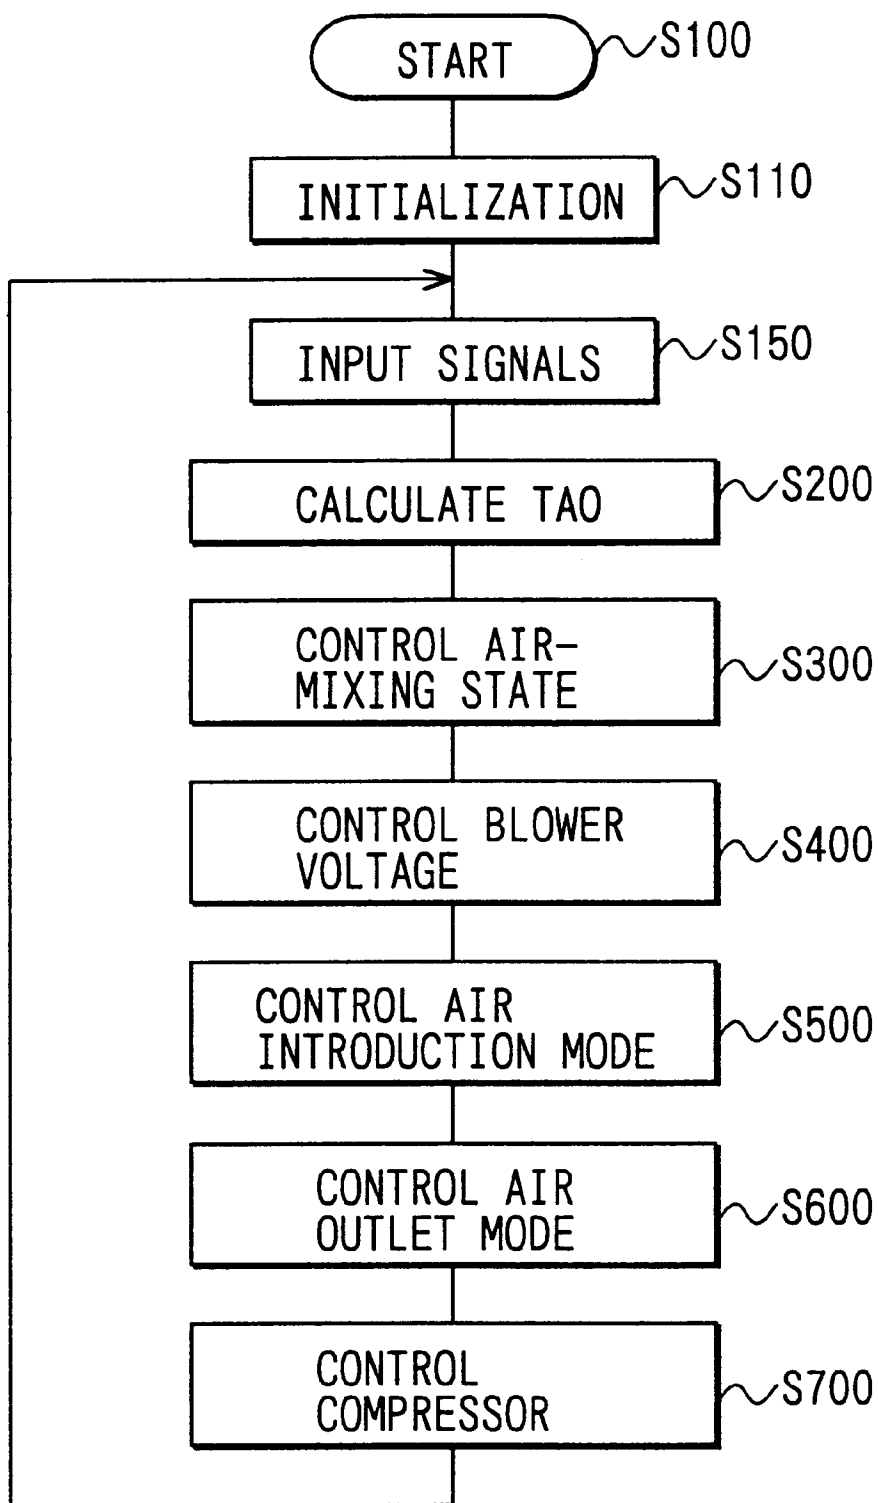 START
S100
INITIALIZATION
S110
INPUT SIGNALS
S150
CALCULATE TAO
S200
CONTROL AIR-
MIXING STATE
S300
CONTROL BLOWER
VOLTAGE
S400
CONTROL AIR
INTRODUCTION MODE
S500
CONTROL AIR
OUTLET MODE
S600
CONTROL
COMPRESSOR
S700